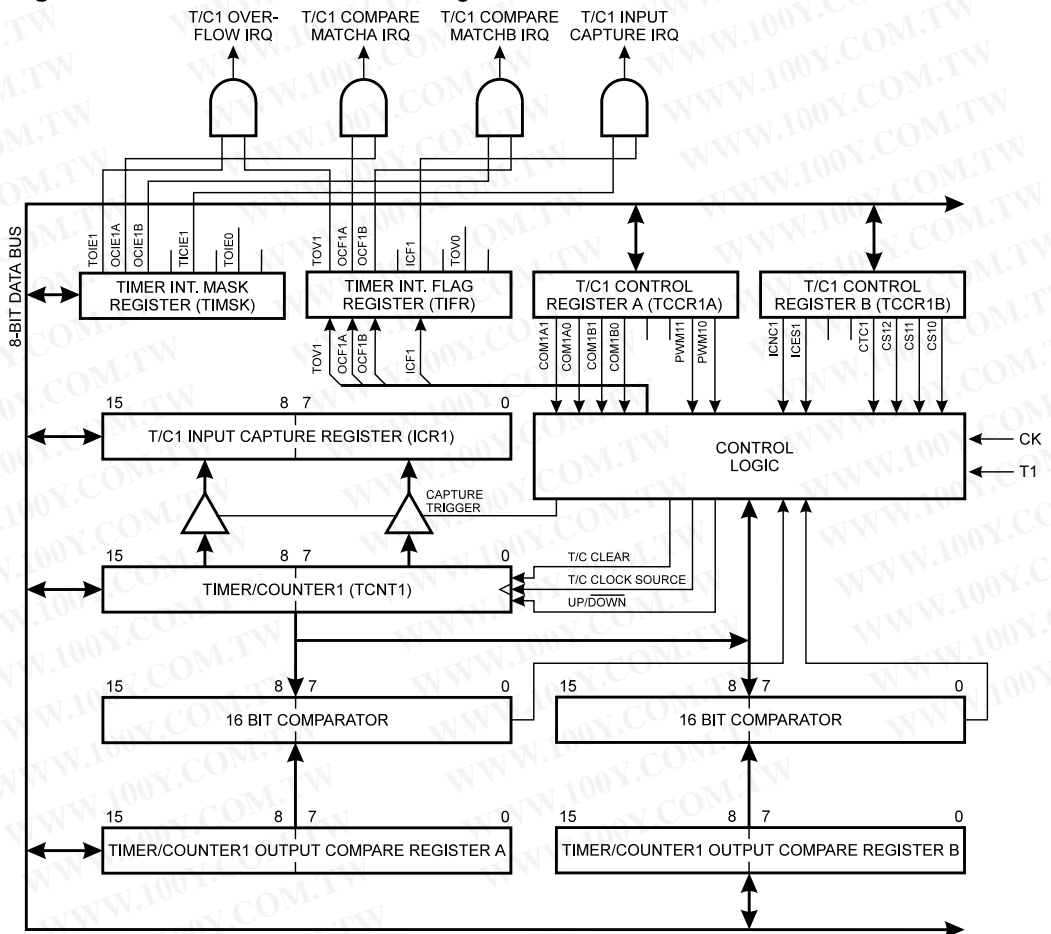 T/C1 OVER-
FLOW IRQ
T/C1 COMPARE
MATCHA IRQ
T/C1 COMPARE
MATCHB IRQ
T/C1 INPUT
CAPTURE IRQ
8-BIT DATA BUS
TOIE1
OCIE1A
OCIE1B
TICIE1
TOIE0
TOV1
OCF1A
OCF1B
ICF1
TOV0
TIMER INT. MASK
REGISTER (TIMSK)
TIMER INT. FLAG
REGISTER (TIFR)
T/C1 CONTROL
REGISTER A (TCCR1A)
T/C1 CONTROL
REGISTER B (TCCR1B)
TOV1
OCF1A
OCF1B
ICF1
COM1A1
COM1A0
COM1B1
COM1B0
PWM11
PWM10
ICNC1
ICES1
CTC1
CS12
CS11
CS10
15 8 7 0
T/C1 INPUT CAPTURE REGISTER (ICR1)
CONTROL
LOGIC
CK
T1
CAPTURE
TRIGGER
15 8 7 0
TIMER/COUNTER1 (TCNT1)
T/C CLEAR
T/C CLOCK SOURCE
UP/DOWN
15 8 7 0
16 BIT COMPARATOR
15 8 7 0
16 BIT COMPARATOR
15 8 7 0
TIMER/COUNTER1 OUTPUT COMPARE REGISTER A
15 8 7 0
TIMER/COUNTER1 OUTPUT COMPARE REGISTER B
WWW.100Y.COM.TW